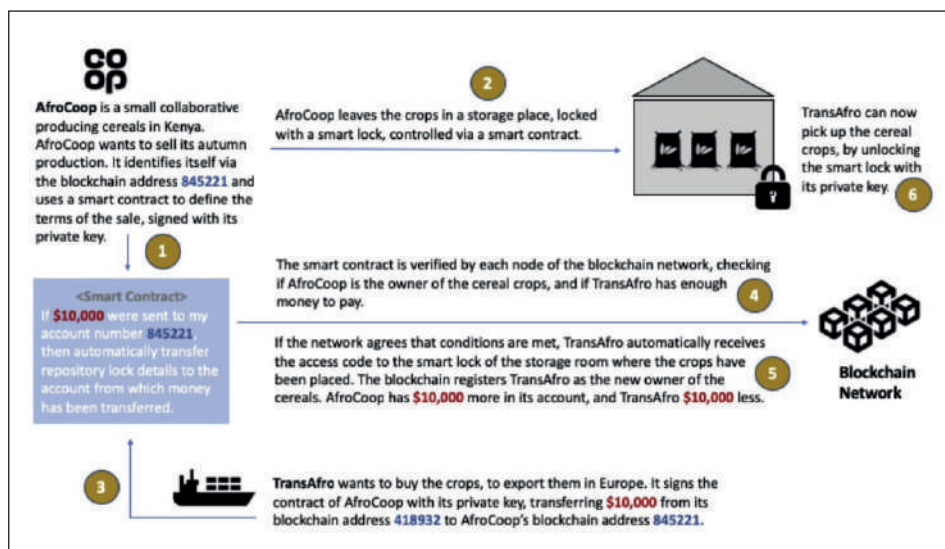 CO
OP
AfroCoop is a small collaborative
producing cereals in Kenya.
AfroCoop wants to sell its autumn
production. It identifies itself via
the blockchain address 845221 and
uses a smart contract to define the
terms of the sale, signed with its
private key.
1
2
AfroCoop leaves the crops in a storage place, locked
with a smart lock, controlled via a smart contract.
TransAfro can now
pick up the cereal
crops, by unlocking
the smart lock with
its private key.
6
<Smart Contract>
If $10,000 were sent to my
account number 845221,
then automatically transfer
repository lock details to the
account from which money
has been transferred.
The smart contract is verified by each node of the blockchain network, checking
if AfroCoop is the owner of the cereal crops, and if TransAfro has enough
money to pay.
4
If the network agrees that conditions are met, TransAfro automatically receives
the access code to the smart lock of the storage room where the crops have
been placed. The blockchain registers TransAfro as the new owner of the
cereals. AfroCoop has $10,000 more in its account, and TransAfro $10,000 less.
5
Blockchain
Network
3
TransAfro wants to buy the crops, to export them in Europe. It signs the
contract of AfroCoop with its private key, transferring $10,000 from its
blockchain address 418932 to AfroCoop's blockchain address 845221.